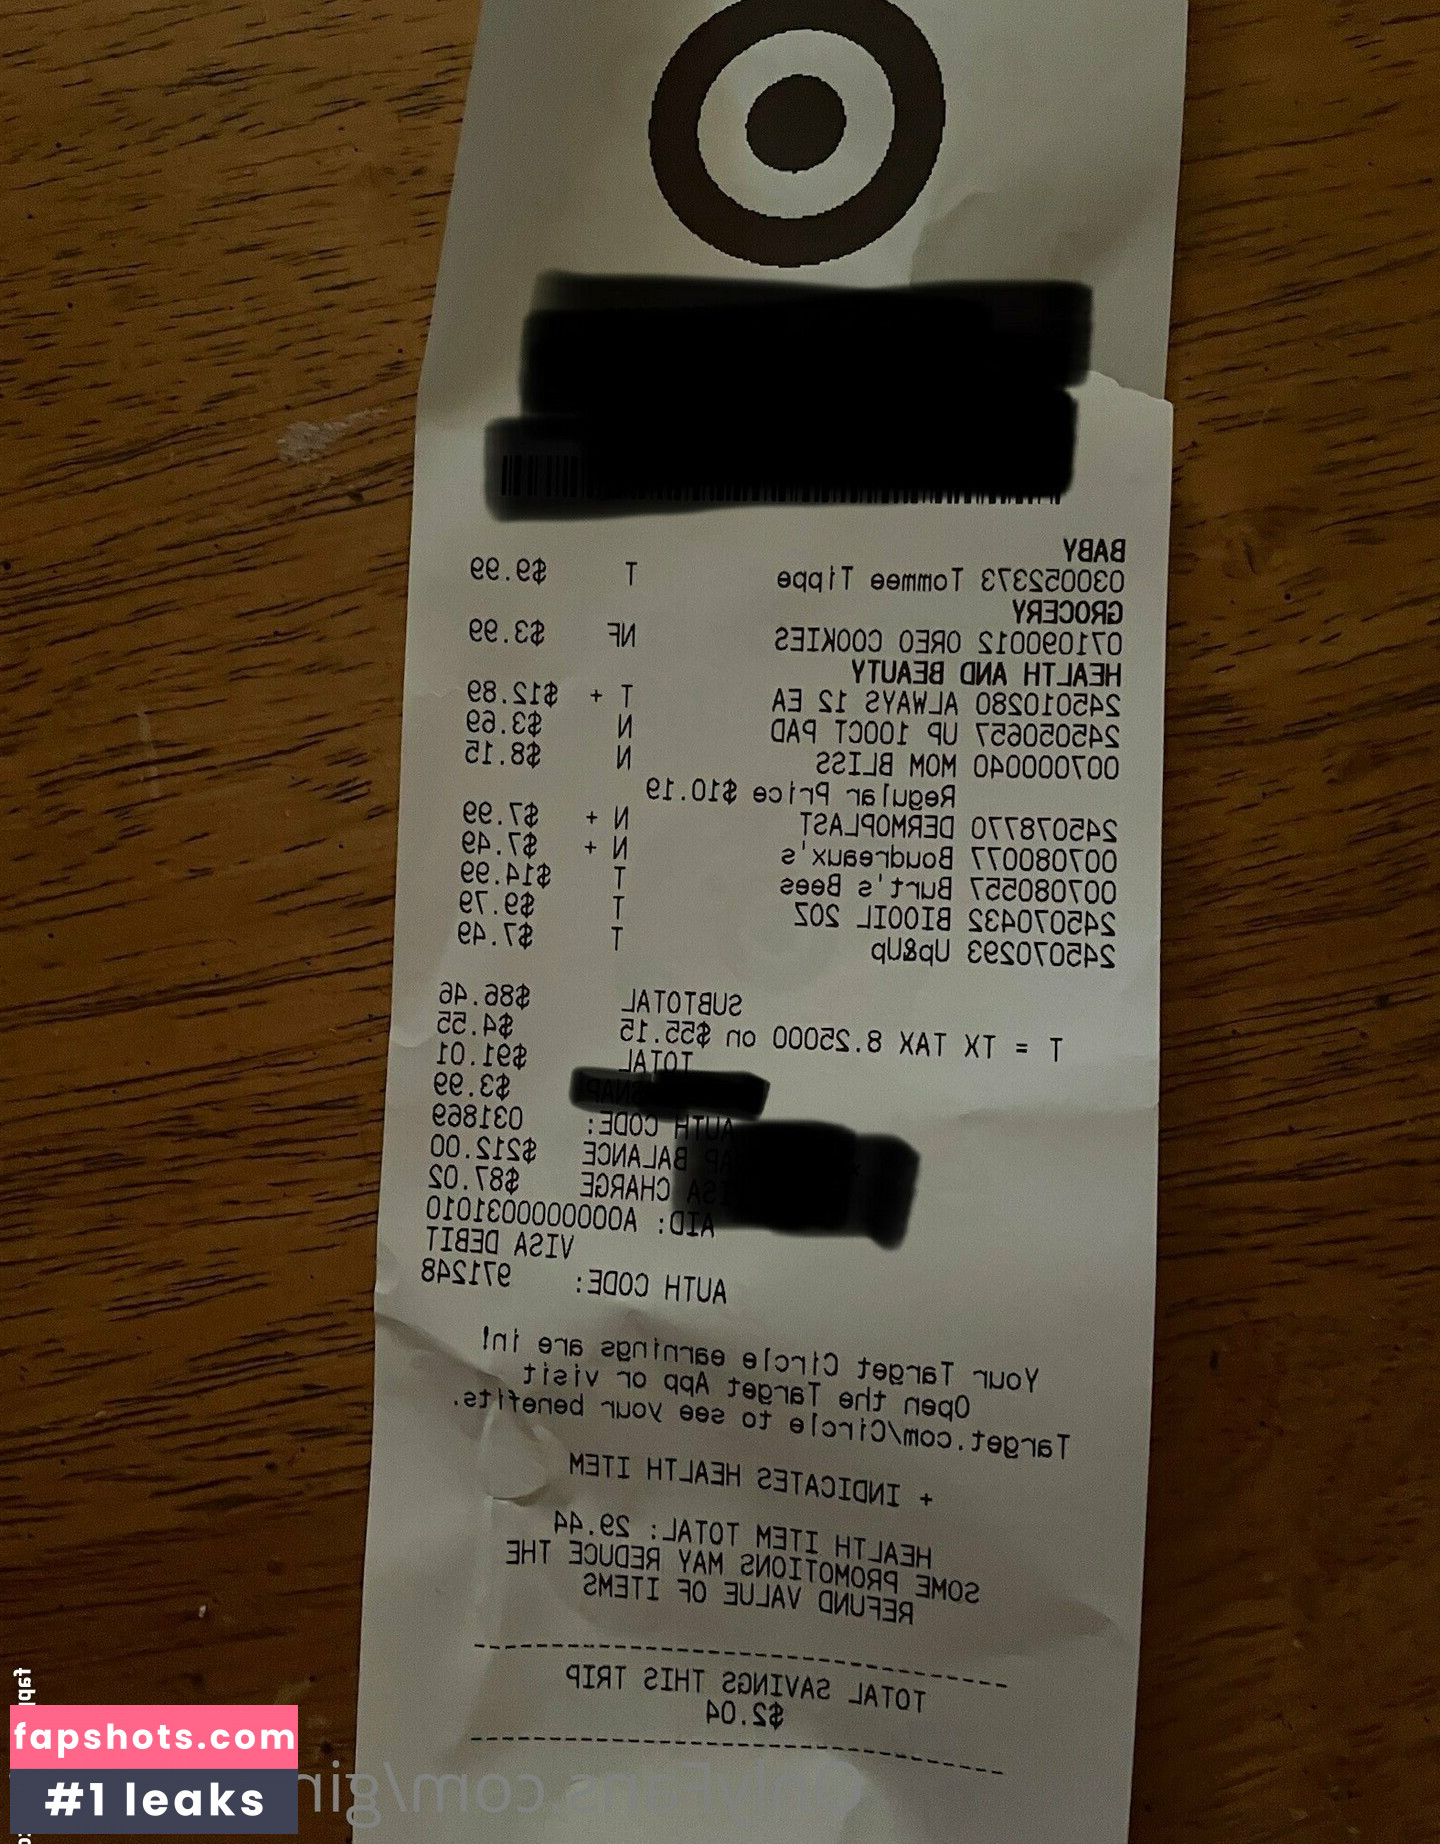 BABY
030052373 Tommee Tippe T $9.99
GROCERY
071090012 OREO COOKIES NF $3.99
HEALTH AND BEAUTY
245010280 ALWAYS 12 EA T + $12.89
245050657 UP 100CT PAD N $3.69
007000040 MOM BLISS N $8.15
Regular Price $10.19
245078770 DERMOPLAST N + $7.99
007080077 Boudreaux's N + $7.49
007080557 Burt's Bees T $14.99
245070432 BIOOIL 2OZ T $9.79
245070293 Up&Up T $7.49
SUBTOTAL $86.46
T = TX TAX 8.25000 on $55.15 $4.55
TOTAL $91.01
SNAP $3.99
AUTH CODE: 031869
AP BALANCE $212.00
ISA CHARGE $87.02
AID: A0000000031010
VISA DEBIT
AUTH CODE: 971248
Your Target Circle earnings are in!
Open the Target App or visit
Target.com/Circle to see your benefits.
+ INDICATES HEALTH ITEM
HEALTH ITEM TOTAL: 29.44
SOME PROMOTIONS MAY REDUCE THE
REFUND VALUE OF ITEMS
TOTAL SAVINGS THIS TRIP
$2.04
fapshots.com
#1 leaks